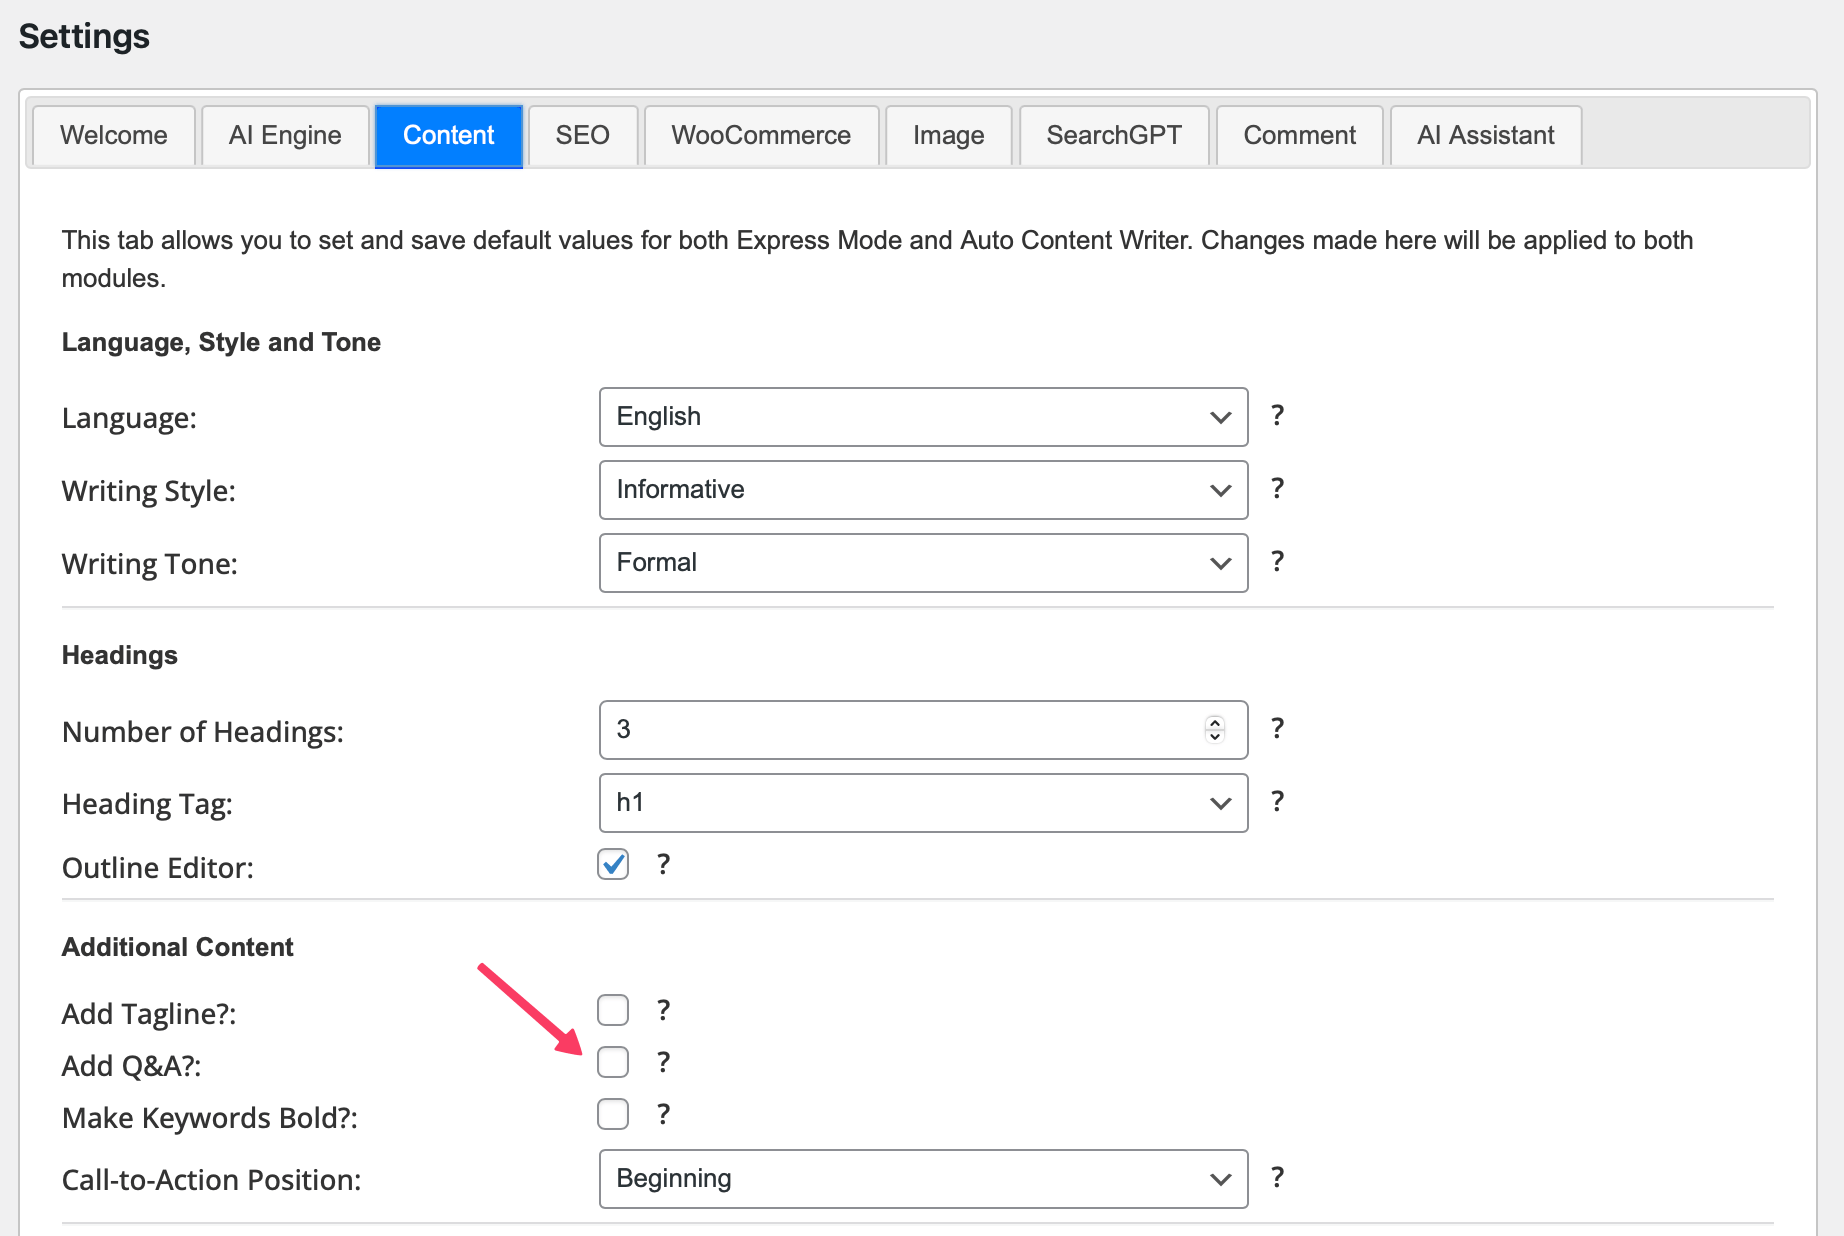 Settings
Welcome AI Engine Content SEO WooCommerce Image SearchGPT Comment AI Assistant
This tab allows you to set and save default values for both Express Mode and Auto Content Writer. Changes made here will be applied to both
modules.
Language, Style and Tone
Language: English ?
Writing Style: Informative ?
Writing Tone: Formal ?
Headings
Number of Headings: 3 ?
Heading Tag: h1 ?
Outline Editor: ?
Additional Content
Add Tagline?: ?
Add Q&A?: ?
Make Keywords Bold?: ?
Call-to-Action Position: Beginning ?